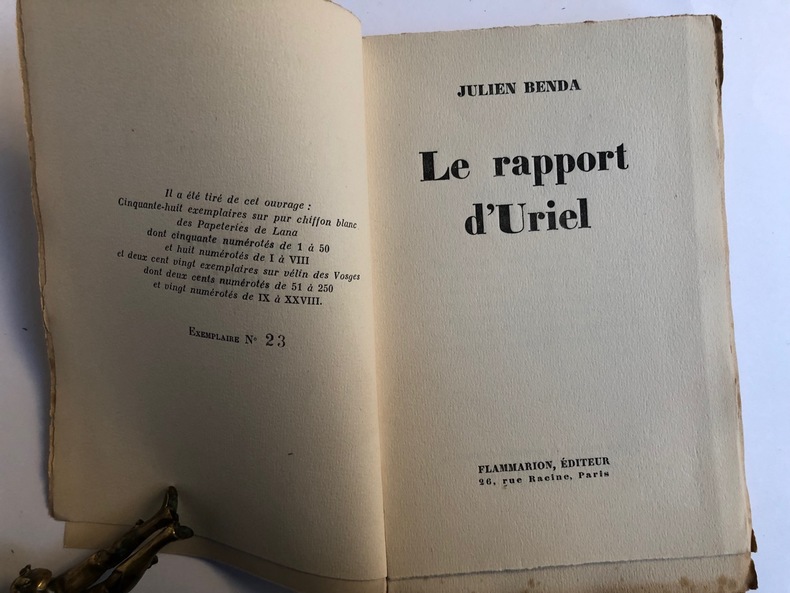 Il a été tiré de cet ouvrage :
Cinquante-huit exemplaires sur pur chiffon blanc
des Papeteries de Lana
dont cinquante numérotés de 1 à 50
et huit numérotés de I à VIII
et deux cent vingt exemplaires sur vélin des Vosges
dont deux cents numérotés de 51 à 250
et vingt numérotés de IX à XXVIII.
EXEMPLAIRE N° 23
JULIEN BENDA
Le rapport
d'Uriel
FLAMMARION, ÉDITEUR
26, rue Racine, Paris